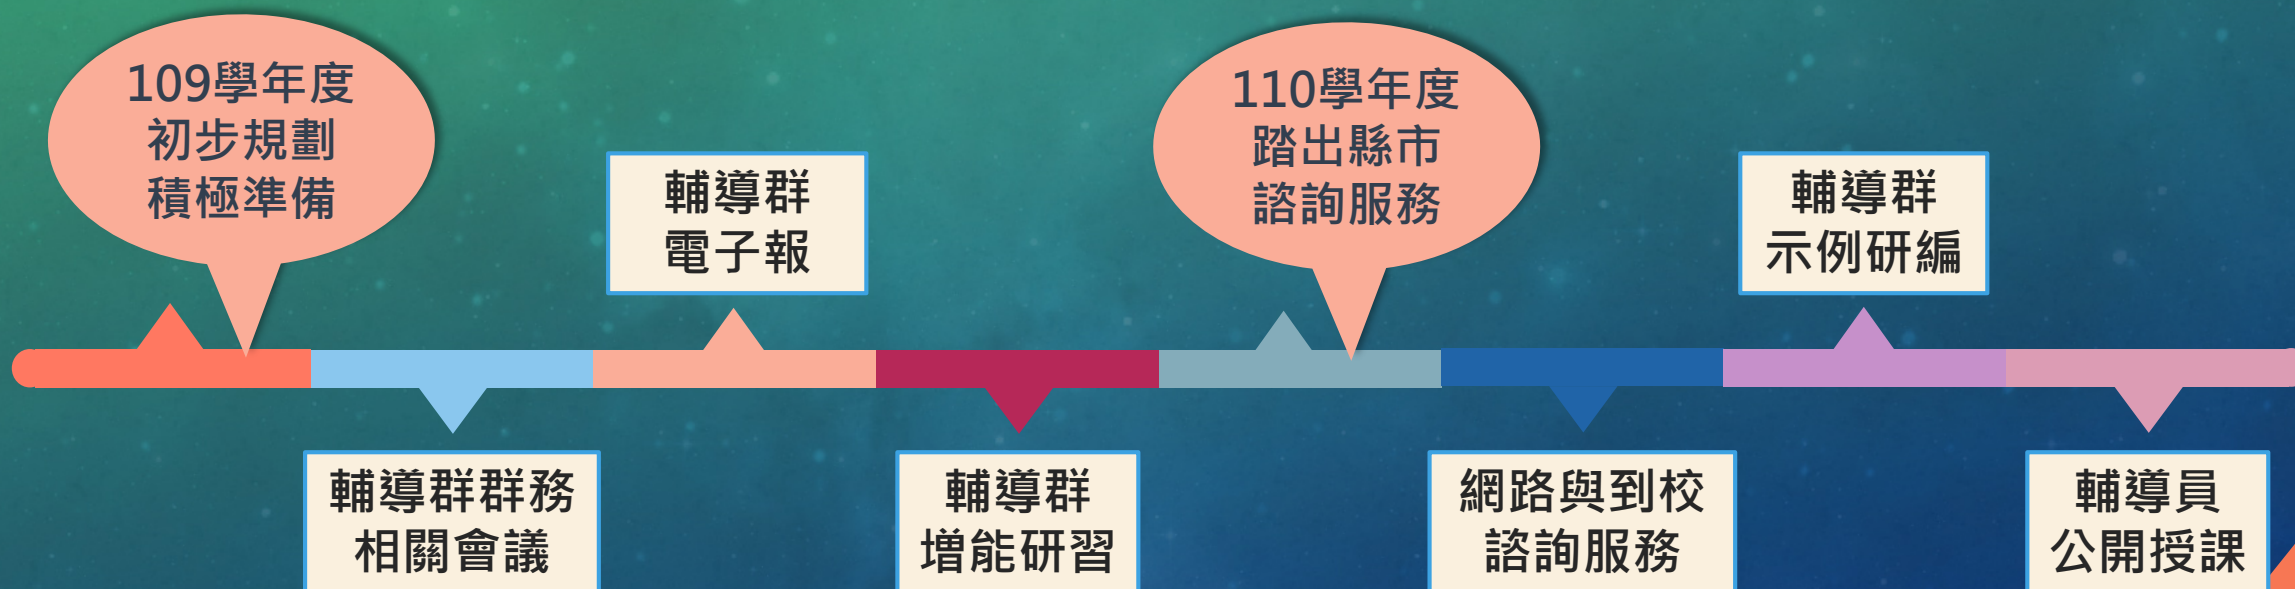 109學年度
初步規劃
積極準備
輔導群群務
相關會議
輔導群
電子報
輔導群
增能研習
110學年度
踏出縣市
諮詢服務
網路與到校
諮詢服務
輔導群
示例研編
輔導員
公開授課